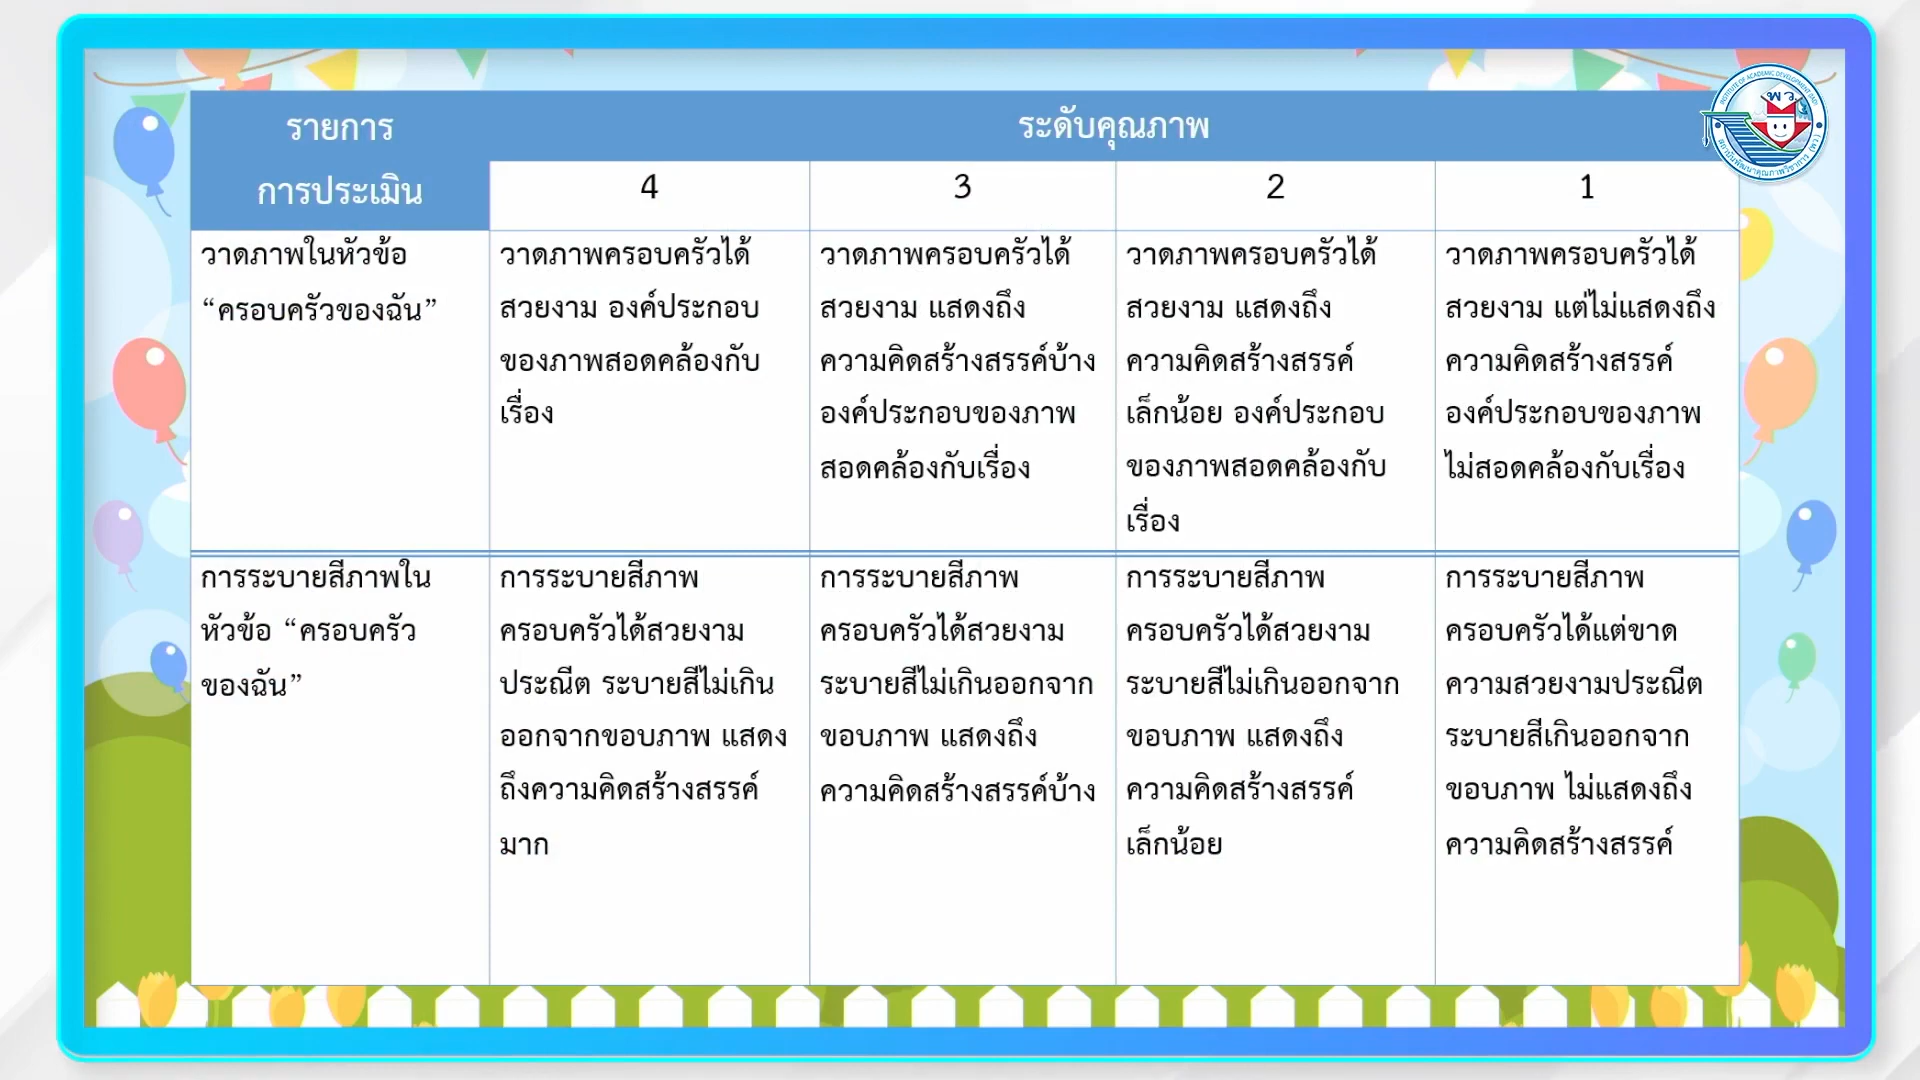 รายการ
การประเมิน
ระดับคุณภาพ
4
3
2
1
วาดภาพในหัวข้อ
“ครอบครัวของฉัน”
วาดภาพครอบครัวได้
สวยงาม องค์ประกอบ
ของภาพสอดคล้องกับ
เรื่อง
วาดภาพครอบครัวได้
สวยงาม แสดงถึง
ความคิดสร้างสรรค์บ้าง
องค์ประกอบของภาพ
สอดคล้องกับเรื่อง
วาดภาพครอบครัวได้
สวยงาม แสดงถึง
ความคิดสร้างสรรค์
เล็กน้อย องค์ประกอบ
ของภาพสอดคล้องกับ
เรื่อง
วาดภาพครอบครัวได้
สวยงาม แต่ไม่แสดงถึง
ความคิดสร้างสรรค์
องค์ประกอบของภาพ
ไม่สอดคล้องกับเรื่อง
การระบายสีภาพใน
หัวข้อ “ครอบครัว
ของฉัน”
การระบายสีภาพ
ครอบครัวได้สวยงาม
ประณีต ระบายสีไม่เกิน
ออกจากขอบภาพ แสดง
ถึงความคิดสร้างสรรค์
มาก
การระบายสีภาพ
ครอบครัวได้สวยงาม
ระบายสีไม่เกินออกจาก
ขอบภาพ แสดงถึง
ความคิดสร้างสรรค์บ้าง
การระบายสีภาพ
ครอบครัวได้สวยงาม
ระบายสีไม่เกินออกจาก
ขอบภาพ แสดงถึง
ความคิดสร้างสรรค์
เล็กน้อย
การระบายสีภาพ
ครอบครัวได้แต่ขาด
ความสวยงามประณีต
ระบายสีเกินออกจาก
ขอบภาพ ไม่แสดงถึง
ความคิดสร้างสรรค์
INSTITUTE OF ACADEMIC DEVELOPMENT (IAD)
พว
สถาบันพัฒนาคุณภาพวิชาการ (พว.)